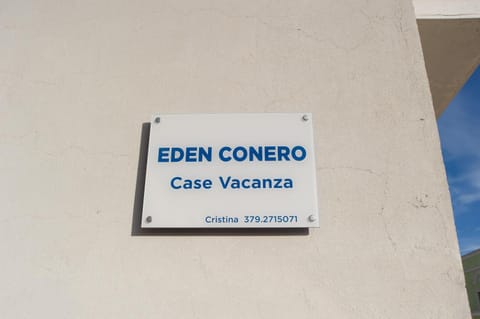 EDEN CONERO
Case Vacanza
Cristina 379.2715071